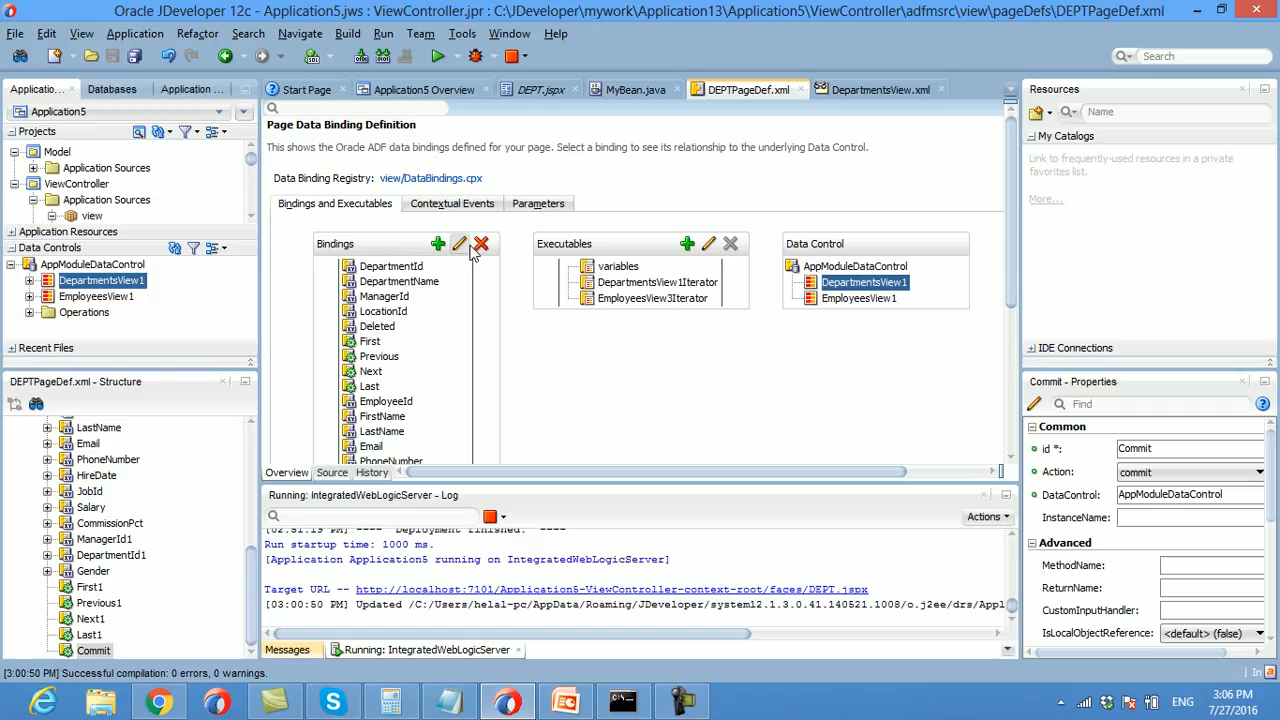 Oracle JDeveloper 12c - Application5.jws : ViewController.jpr : C:\JDeveloper\mywork\Application13\Application5\ViewController\adfmsrc\view\pageDefs\DEPTPageDef.xml
File Edit View Application Refactor Search Navigate Build Run Team Tools Window Help
Search
Applicatio... Databases Application ... Start Page Application5 Overview DEPT.jspx MyBean.java DEPTPageDef.xml DepartmentsView.xml Resources
Application5
Name
Projects
Page Data Binding Definition
My Catalogs
Model
This shows the Oracle ADF data bindings defined for your page. Select a binding to see its relationship to the underlying Data Control.
Link to frequently-used resources in a private
favorites list.
Application Sources
ViewController
Data Binding Registry: view/DataBindings.cpx
Application Sources
Bindings and Executables Contextual Events Parameters
More...
view
Application Resources
Data Controls
Bindings Executables Data Control
AppModuleDataControl
DepartmentId variables AppModuleDataControl
DepartmentsView1
DepartmentName DepartmentsView1Iterator DepartmentsView1
EmployeesView1
ManagerId EmployeesView3Iterator EmployeesView1
Operations
LocationId
Deleted
First
Recent Files
IDE Connections
Previous
Next
DEPTPageDef.xml - Structure
Commit - Properties
Last
EmployeeId
Find
FirstName
LastName
LastName
Common
Email
Email
id *: Commit
PhoneNumber
PhoneNumber
HireDate
Overview Source History
Action: commit
JobId
Running: IntegratedWebLogicServer - Log
DataControl: AppModuleDataControl
Salary
Actions
InstanceName:
CommissionPct
[02:51:29 PM] ---- Deployment finished. ----
ManagerId1
Run startup time: 1000 ms.
Advanced
DepartmentId1
[Application Application5 running on IntegratedWebLogicServer]
MethodName:
Gender
First1
Target URL -- http://localhost:7101/Application5-ViewController-context-root/faces/DEPT.jspx
ReturnName:
Previous1
[03:00:50 PM] Updated /C:/Users/helal-pc/AppData/Roaming/JDeveloper/system12.1.3.0.41.140521.1008/o.j2ee/drs/Appl
CustomInputHandler:
Next1
Last1
IsLocalObjectReference: <default> (false)
Commit
Messages Running: IntegratedWebLogicServer
[3:00:50 PM] Successful compilation: 0 errors, 0 warnings.
In
ENG
3:06 PM
7/27/2016